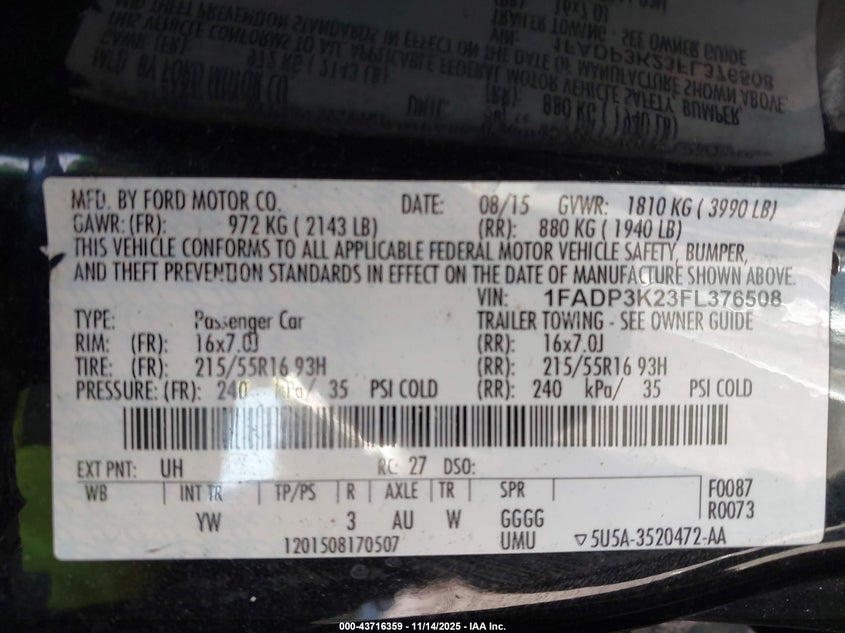 MFD. BY FORD MOTOR CO. DATE: 08/15 GVWR: 1810 KG ( 3990 LB)
GAWR: (FR): 972 KG ( 2143 LB) (RR): 880 KG ( 1940 LB)
THIS VEHICLE CONFORMS TO ALL APPLICABLE FEDERAL MOTOR VEHICLE SAFETY, BUMPER,
AND THEFT PREVENTION STANDARDS IN EFFECT ON THE DATE OF MANUFACTURE SHOWN ABOVE.
VIN: 1FADP3K23FL376508
TYPE: Passenger Car TRAILER TOWING - SEE OWNER GUIDE
RIM: (FR): 16x7.0J (RR): 16x7.0J
TIRE: (FR): 215/55R16 93H (RR): 215/55R16 93H
PRESSURE: (FR): 240 kPa/ 35 PSI COLD (RR): 240 kPa/ 35 PSI COLD
EXT PNT: UH RC: 27 DSO:
WB INT TR TP/PS R AXLE TR SPR F0087
R0073
YW 3 AU W GGGG
1201508170507 UMU ▽5U5A-3520472-AA
000-43716359 - 11/14/2025 - IAA Inc.